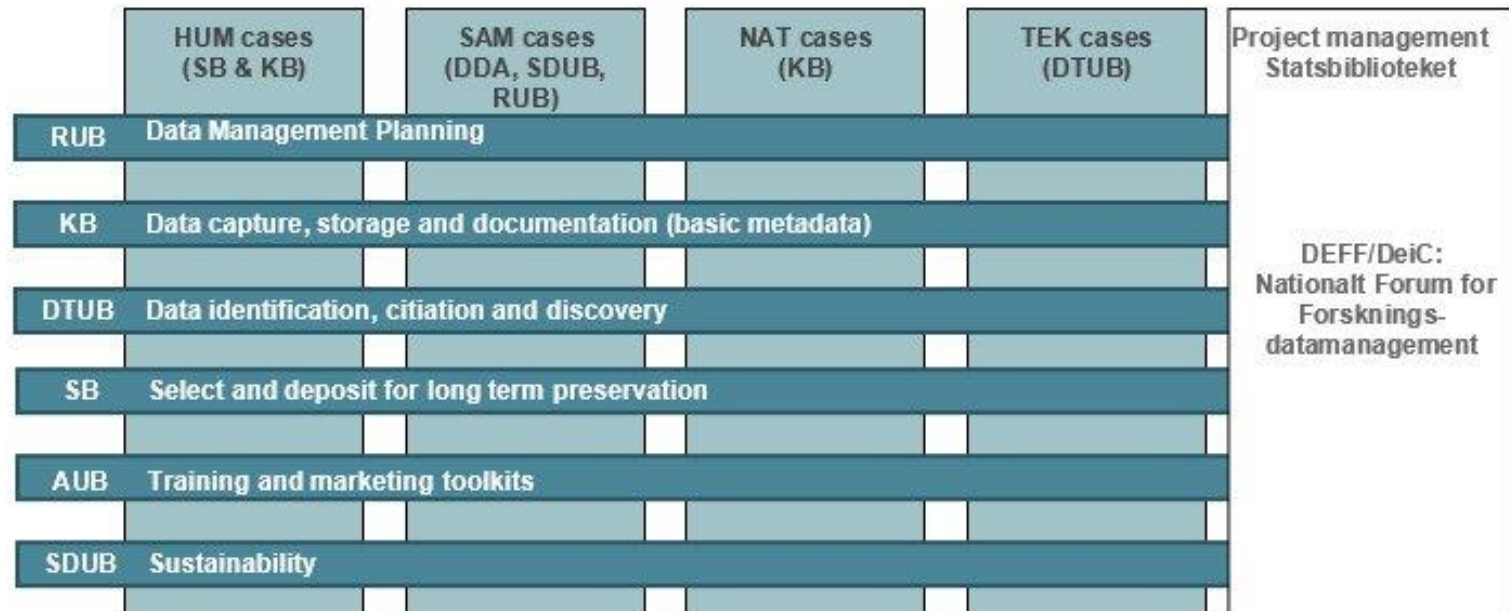 HUM cases
(SB & KB)
SAM cases
(DDA, SDUB,
RUB)
NAT cases
(KB)
TEK cases
(DTUB)
Project management
Statsbiblioteket
RUB Data Management Planning
KB Data capture, storage and documentation (basic metadata)
DTUB Data identification, citiation and discovery
SB Select and deposit for long term preservation
AUB Training and marketing toolkits
SDUB Sustainability
DEFF/DeiC:
Nationalt Forum for
Forsknings-
datamanagement